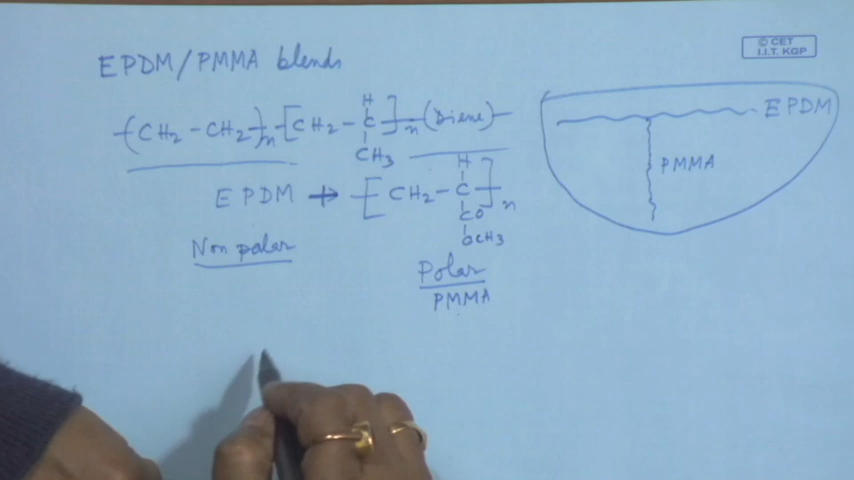 EPDM/PMMA blends
© CET
I.I.T. KGP
H
-(CH2-CH2)n-[CH2-C]n-(Diene)-
CH3
EPDM → -[CH2-C-]n
H
CO
OCH3
Non polar
Polar
PMMA
EPDM
PMMA